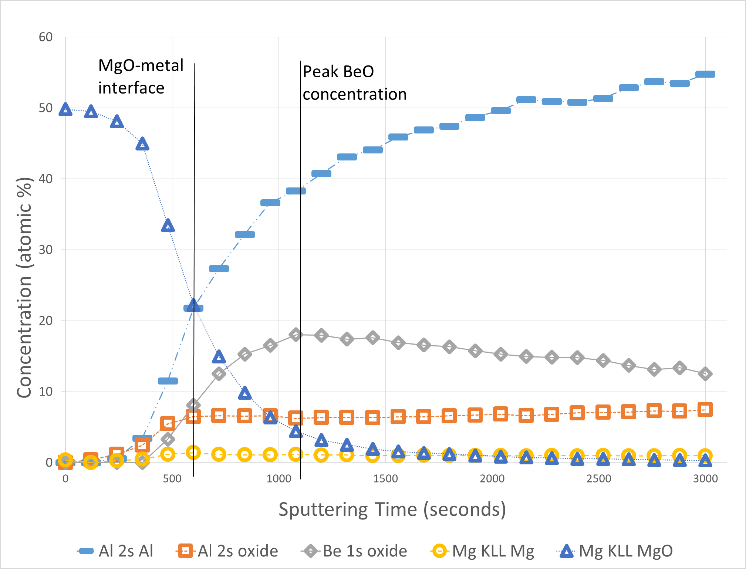 60
50
40
30
20
10
0
Concentration (atomic %)
MgO-metal
interface
Peak BeO
concentration
0 500 1000 1500 2000 2500 3000
Sputtering Time (seconds)
Al 2s Al Al 2s oxide Be 1s oxide Mg KLL Mg Mg KLL MgO